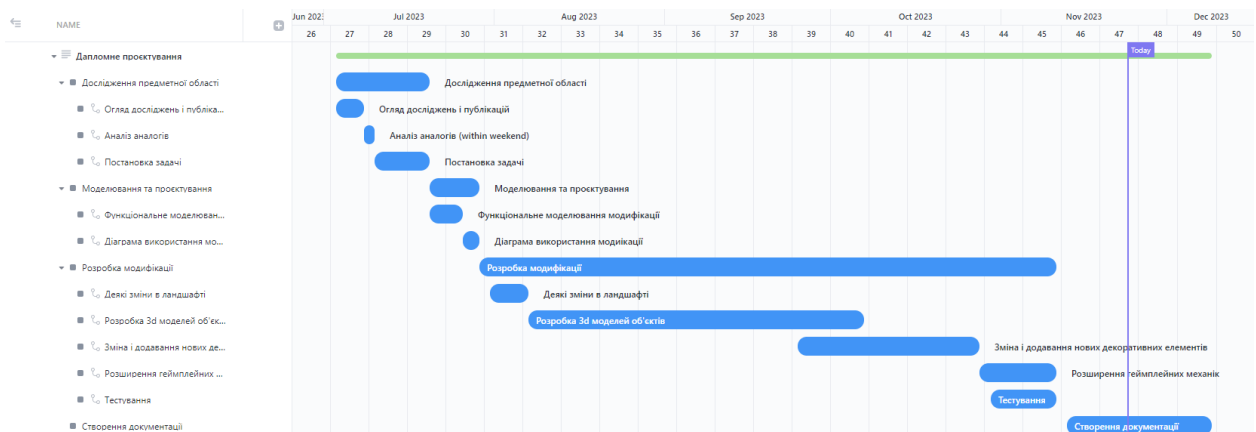 NAME
Jun 2023 Jul 2023 Aug 2023 Sep 2023 Oct 2023 Nov 2023 Dec 2023
26 27 28 29 30 31 32 33 34 35 36 37 38 39 40 41 42 43 44 45 46 47 48 49 50
Today
Дапломне проєктування
Дослідження предметної області Дослідження предметної області
Огляд досліджень і публіка... Огляд досліджень і публікацій
Аналіз аналогів Аналіз аналогів (within weekend)
Постановка задачі Постановка задачі
Моделювання та проєктування Моделювання та проєктування
Функціональне моделюван... Функціональне моделювання модифікації
Діаграма використання мо... Діаграма використання модиікації
Розробка модифікації Розробка модифікації
Деякі зміни в ландшафті Деякі зміни в ландшафті
Розробка 3d моделей об'єк... Розробка 3d моделей об'єктів
Зміна і додавання нових де... Зміна і додавання нових декоративних елементів
Розширення геймплейних ... Розширення геймплейних механік
Тестування Тестування
Створення документації Створення документації